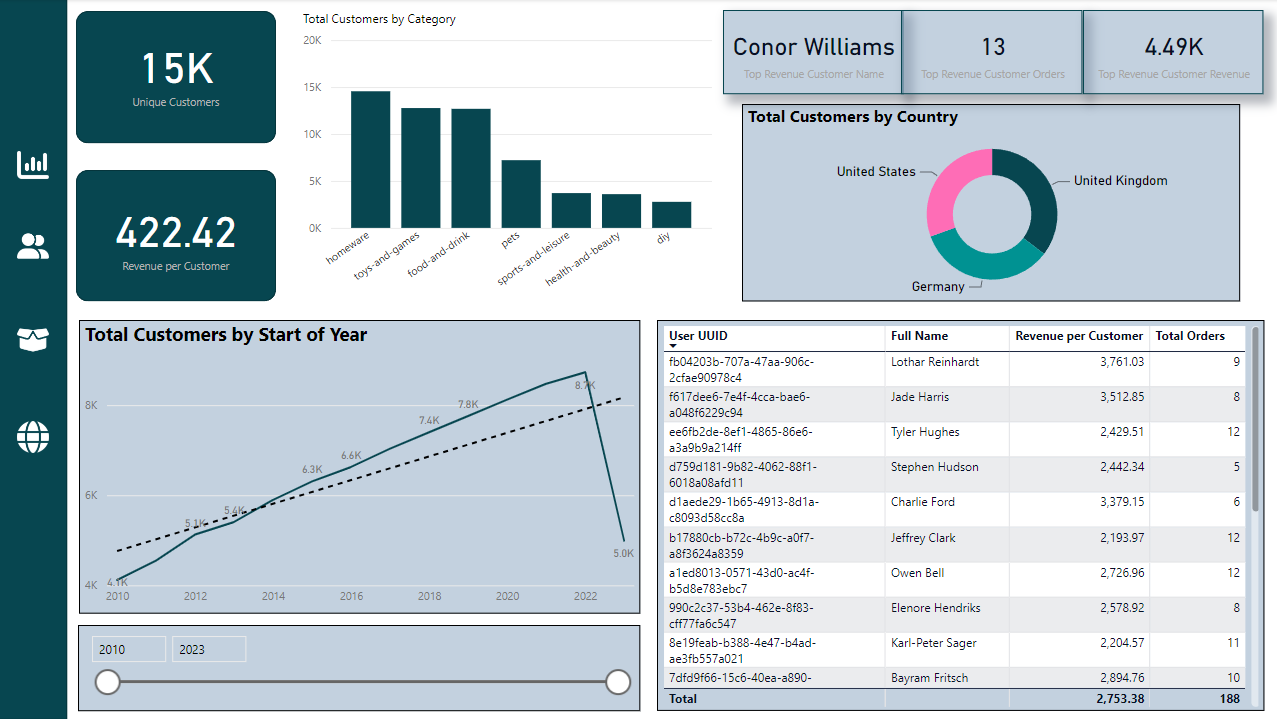 15K
Unique Customers
422.42
Revenue per Customer
Total Customers by Category
20K
15K
10K
5K
0K
homeware
toys-and-games
food-and-drink
pets
sports-and-leisure
health-and-beauty
diy
Conor Williams
Top Revenue Customer Name
13
Top Revenue Customer Orders
4.49K
Top Revenue Customer Revenue
Total Customers by Country
United States
United Kingdom
Germany
Total Customers by Start of Year
8K
6K
4K
4.1K
5.1K
5.4K
6.3K
6.6K
7.4K
7.8K
8.7K
5.0K
2010 2012 2014 2016 2018 2020 2022
2010 2023
User UUID Full Name Revenue per Customer Total Orders
fb04203b-707a-47aa-906c-
2cfae90978c4 Lothar Reinhardt 3,761.03 9
f617dee6-7e4f-4cca-bae6-
a048f6229c94 Jade Harris 3,512.85 8
ee6fb2de-8ef1-4865-86e6-
a3a9b9a214ff Tyler Hughes 2,429.51 12
d759d181-9b82-4062-88f1-
6018a08afd11 Stephen Hudson 2,442.34 5
d1aede29-1b65-4913-8d1a-
c8093d58cc8a Charlie Ford 3,379.15 6
b17880cb-b72c-4b9c-a0f7-
a8f3624a8359 Jeffrey Clark 2,193.97 12
a1ed8013-0571-43d0-ac4f-
b5d8e783ebc7 Owen Bell 2,726.96 12
990c2c37-53b4-462e-8f83-
cff77fa6c547 Elenore Hendriks 2,578.92 8
8e19feab-b388-4e47-b4ad-
ae3fb557a021 Karl-Peter Sager 2,204.57 11
7dfd9f66-15c6-40ea-a890- Bayram Fritsch 2,894.76 10
Total 2,753.38 188